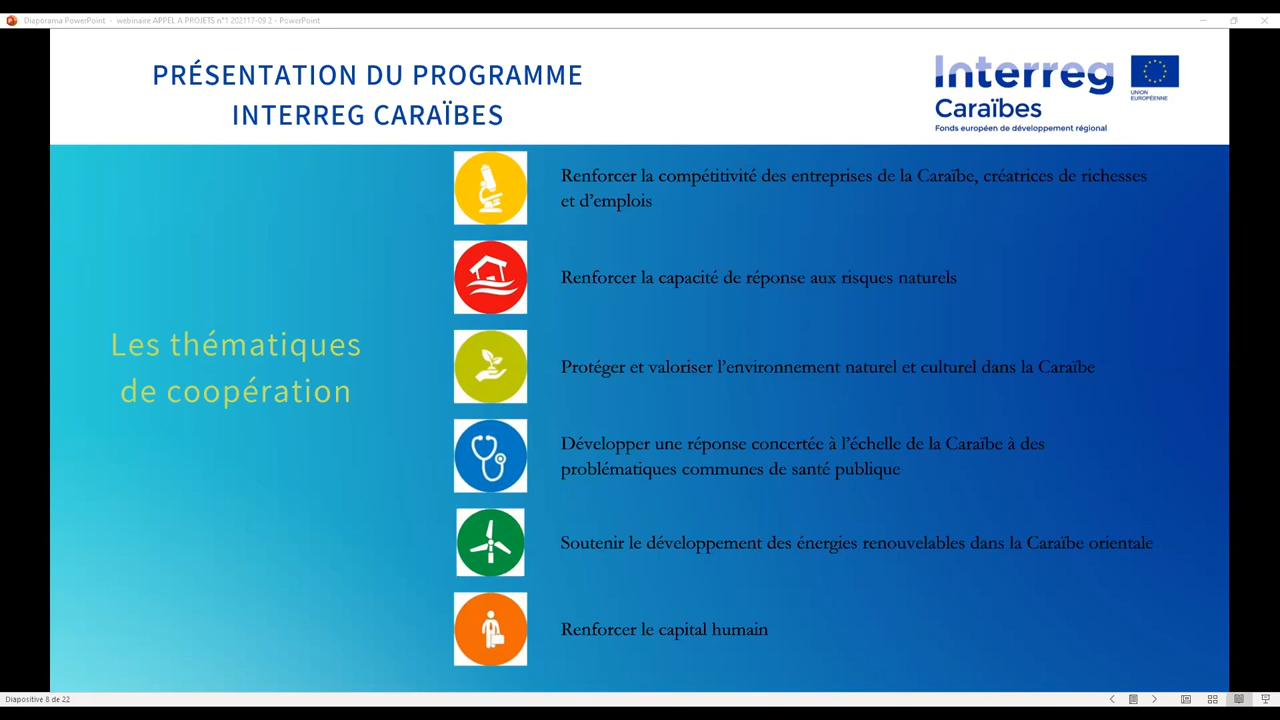 Diaporama PowerPoint - webinaire APPEL A PROJETS n°1 202117-09 2 - PowerPoint
PRÉSENTATION DU PROGRAMME
INTERREG CARAÏBES
Interreg
UNION
EUROPÉENNE
Caraïbes
Fonds européen de développement régional
Les thématiques
de coopération
Renforcer la compétitivité des entreprises de la Caraïbe, créatrices de richesses
et d’emplois
Renforcer la capacité de réponse aux risques naturels
Protéger et valoriser l’environnement naturel et culturel dans la Caraïbe
Développer une réponse concertée à l’échelle de la Caraïbe à des
problématiques communes de santé publique
Soutenir le développement des énergies renouvelables dans la Caraïbe orientale
Renforcer le capital humain
Diapositive 8 de 22